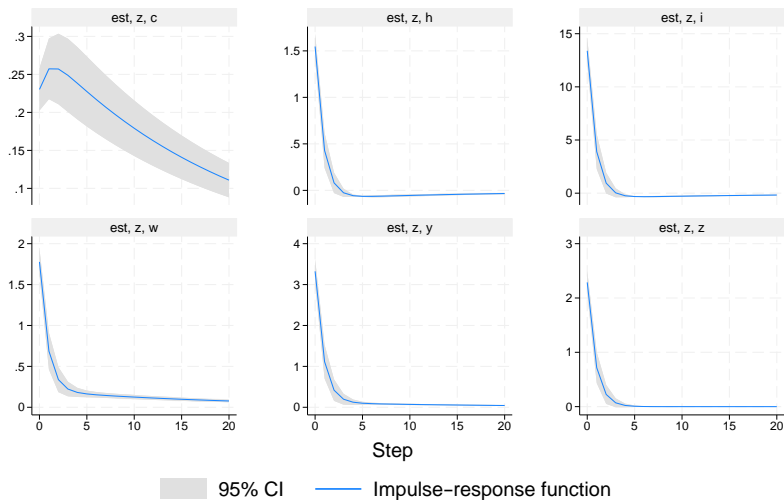 est, z, c
est, z, h
est, z, i
.3
.25
.2
.15
.1
1.5
1
.5
0
15
10
5
0
est, z, w
est, z, y
est, z, z
2
1.5
1
.5
0
0 5 10 15 20
4
3
2
1
0
0 5 10 15 20
3
2
1
0
0 5 10 15 20
Step
95% CI
Impulse−response function